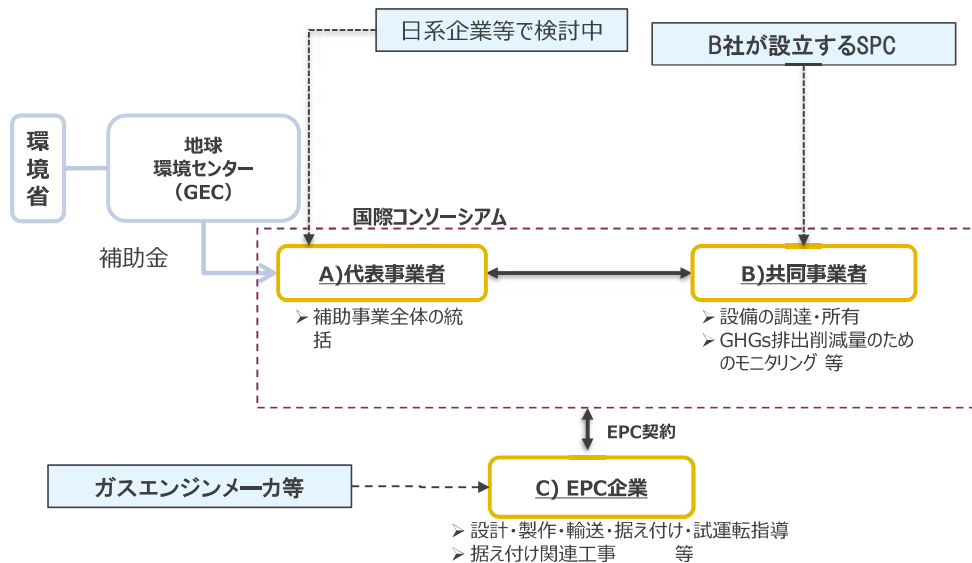 日系企業等で検討中
B社が設立するSPC
環
境
省
地球
環境センター
（GEC）
補助金
国際コンソーシアム
A)代表事業者
➢ 補助事業全体の統
括
B)共同事業者
➢ 設備の調達・所有
➢ GHGs排出削減量のため
のモニタリング 等
EPC契約
ガスエンジンメーカ等
C) EPC企業
➢ 設計・製作・輸送・据え付け・試運転指導
➢ 据え付け関連工事 等